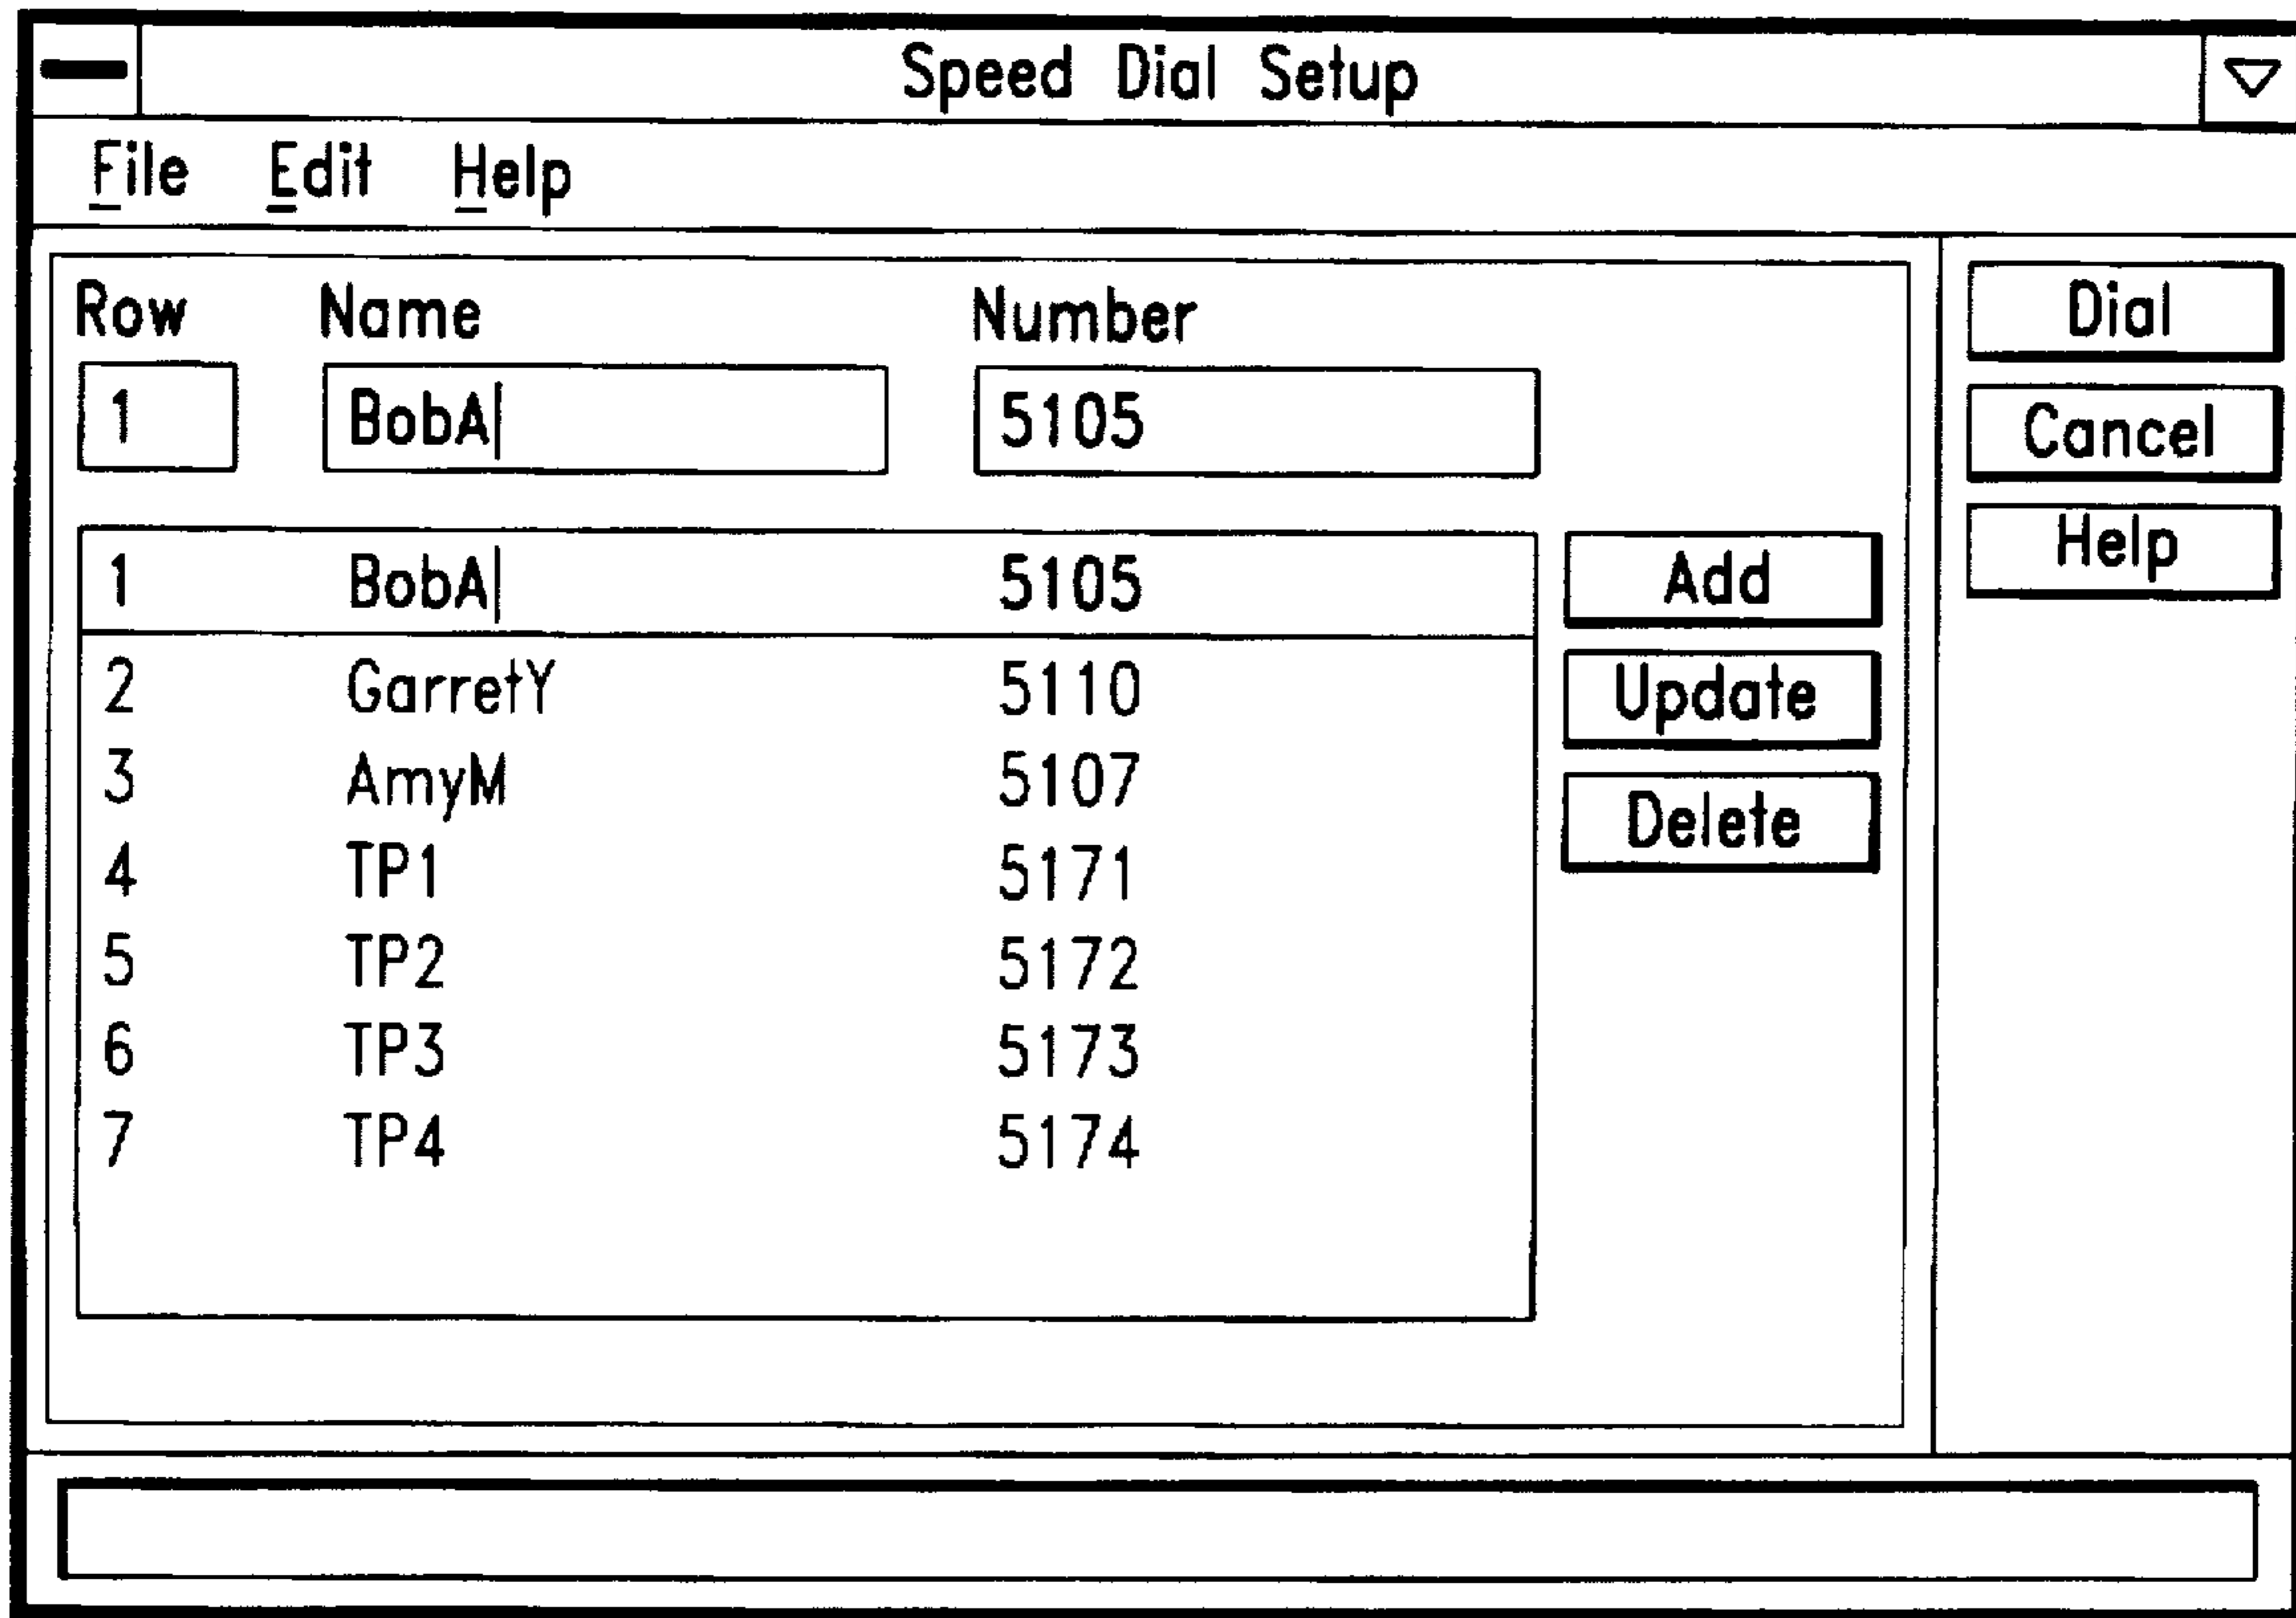 Speed Dial Setup
File Edit Help
Row Name Number
1 BobA 5105
Dial
Cancel
Help
1 BobA 5105
2 GarretY 5110
3 AmyM 5107
4 TP1 5171
5 TP2 5172
6 TP3 5173
7 TP4 5174
Add
Update
Delete